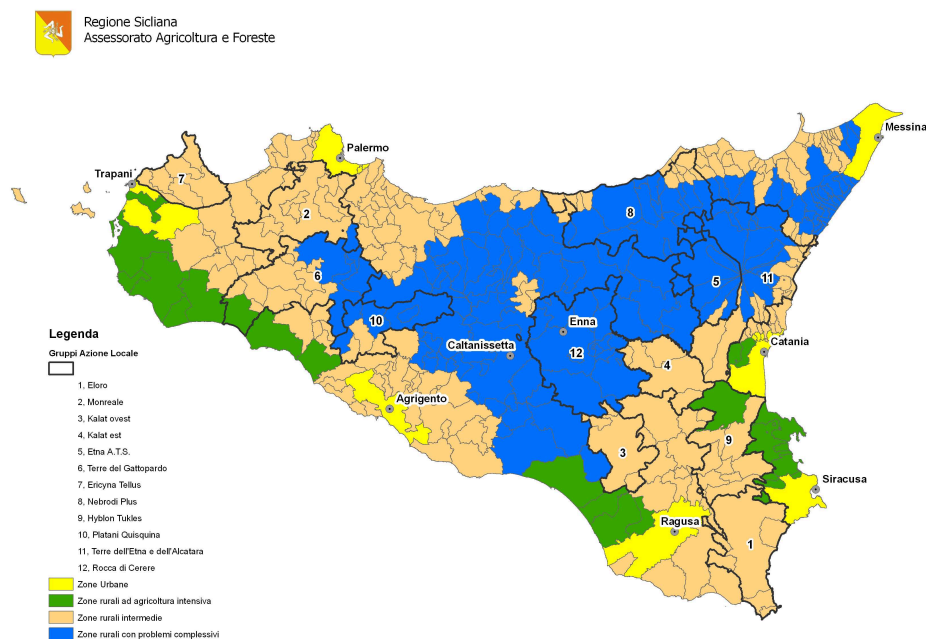 Regione Sicliana
Assessorato Agricoltura e Foreste
Messina
Palermo
Trapani
7
2
8
6
5
11
10
Enna
Caltanissetta
12
Catania
4
Agrigento
3
9
Siracusa
Ragusa
1
Legenda
Gruppi Azione Locale
1, Eloro
2, Monreale
3, Kalat ovest
4, Kalat est
5, Etna A.T.S.
6, Terre del Gattopardo
7, Ericyna Tellus
8, Nebrodi Plus
9, Hyblon Tukles
10, Platani Quisquina
11, Terre dell'Etna e dell'Alcatara
12, Rocca di Cerere
Zone Urbane
Zone rurali ad agricoltura intensiva
Zone rurali intermedie
Zone rurali con problemi complessivi